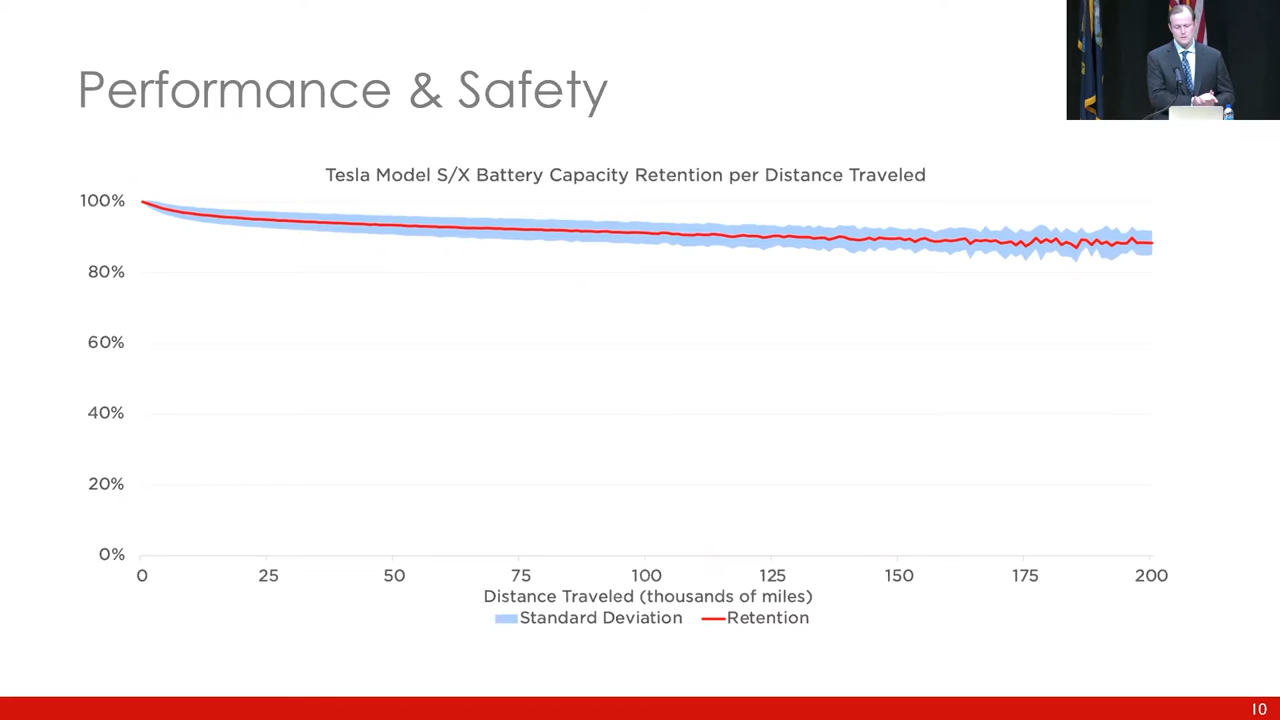 Performance & Safety
Tesla Model S/X Battery Capacity Retention per Distance Traveled
100%
80%
60%
40%
20%
0%
0 25 50 75 100 125 150 175 200
Distance Traveled (thousands of miles)
Standard Deviation Retention
10